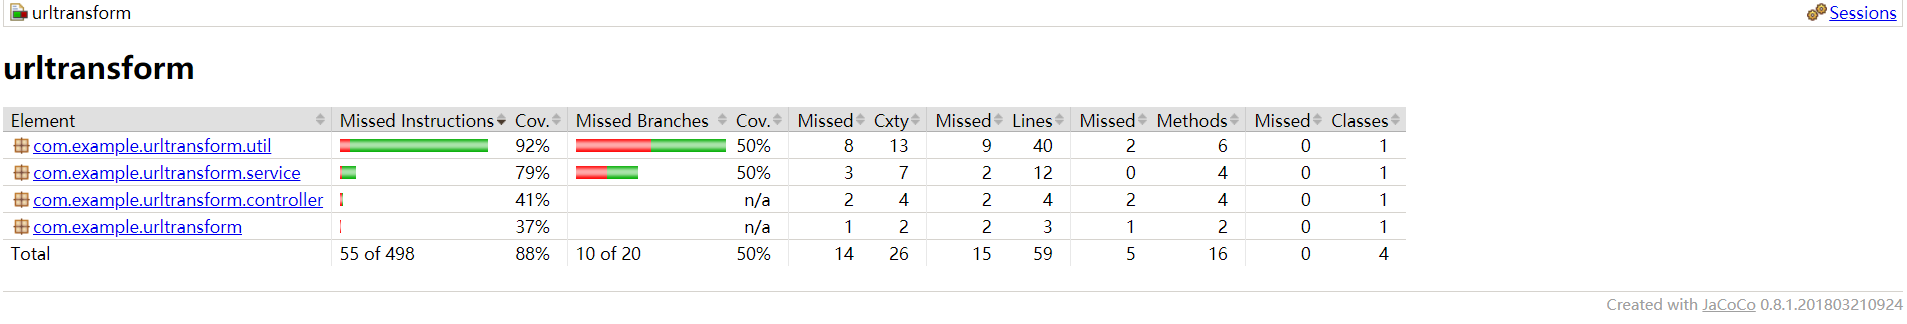 urltransform Sessions
urltransform
Element Missed Instructions Cov. Missed Branches Cov. Missed Cxty Missed Lines Missed Methods Missed Classes
com.example.urltransform.util 92% 50% 8 13 9 40 2 6 0 1
com.example.urltransform.service 79% 50% 3 7 2 12 0 4 0 1
com.example.urltransform.controller 41% n/a 2 4 2 4 2 4 0 1
com.example.urltransform 37% n/a 1 2 2 3 1 2 0 1
Total 55 of 498 88% 10 of 20 50% 14 26 15 59 5 16 0 4
Created with JaCoCo 0.8.1.201803210924